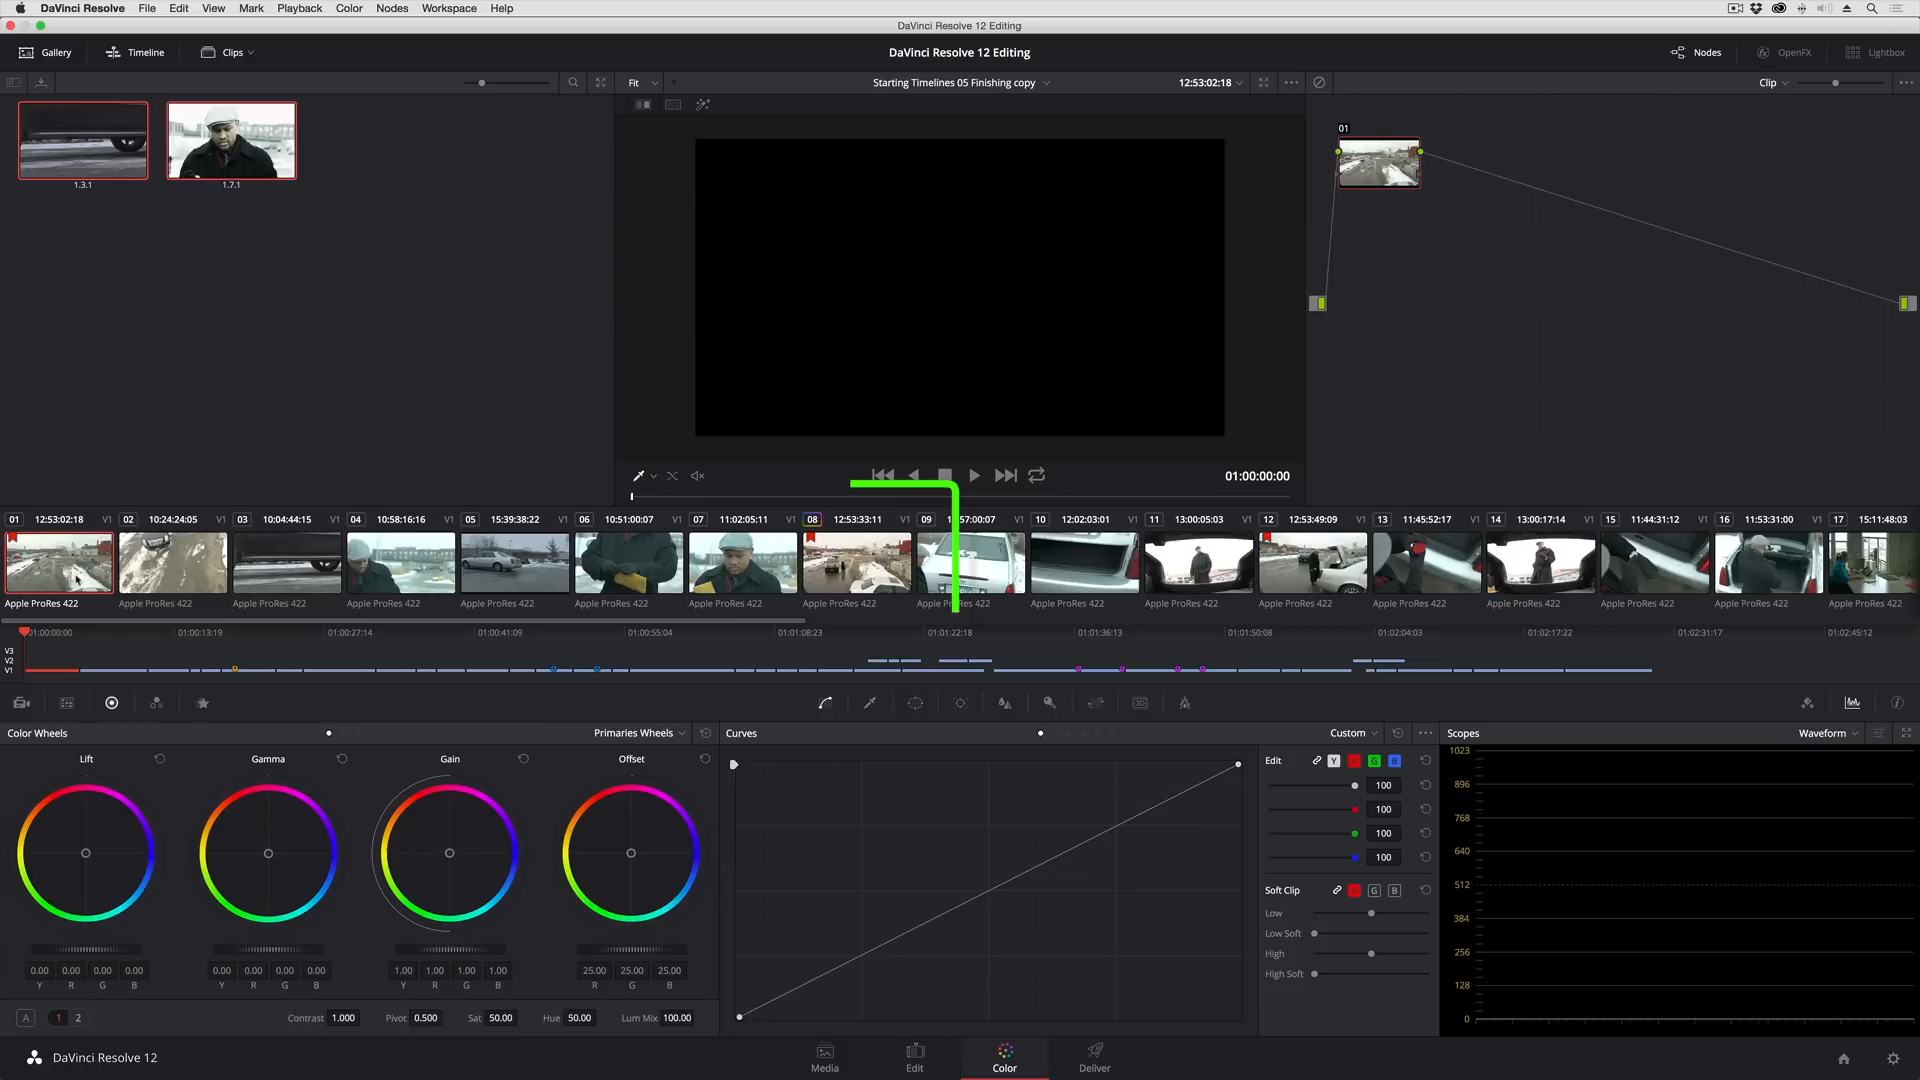 DaVinci Resolve File Edit View Mark Playback Color Nodes Workspace Help
DaVinci Resolve 12 Editing
Gallery Timeline Clips DaVinci Resolve 12 Editing Nodes OpenFX Lightbox
Fit Starting Timelines 05 Finishing copy 12:53:02:18 Clip
01
1.3.1 1.7.1
01:00:00:00
01 12:53:02:18 V1 02 10:24:24:05 V1 03 10:04:44:15 V1 04 10:58:16:16 V1 05 15:39:38:22 V1 06 10:51:00:07 V1 07 11:02:05:11 V1 08 12:53:33:11 V1 09 57:00:07 V1 10 12:02:03:01 V1 11 13:00:05:03 V1 12 12:53:49:09 V1 13 11:45:52:17 V1 14 13:00:17:14 V1 15 11:44:31:12 V1 16 11:53:31:00 V1 17 15:11:48:03
Apple ProRes 422 Apple ProRes 422 Apple ProRes 422 Apple ProRes 422 Apple ProRes 422 Apple ProRes 422 Apple ProRes 422 Apple ProRes 422 Apple ProRes 422 Apple ProRes 422 Apple ProRes 422 Apple ProRes 422 Apple ProRes 422 Apple ProRes 422 Apple ProRes 422 Apple ProRes 422 Apple ProRes 422
01:00:00:00 01:00:13:19 01:00:27:14 01:00:41:09 01:00:55:04 01:01:08:23 01:01:22:18 01:01:36:13 01:01:50:08 01:02:04:03 01:02:17:22 01:02:31:17 01:02:45:12
V3
V2
V1
Color Wheels Primaries Wheels Curves Custom Scopes Waveform
Lift Gamma Gain Offset
Edit Y R G B
100
100
100
100
Soft Clip R G B
Low
Low Soft
High
High Soft
1023
896
768
640
512
384
256
128
0
0.00 0.00 0.00 0.00 0.00 0.00 0.00 0.00 1.00 1.00 1.00 1.00 25.00 25.00 25.00
Y R G B Y R G B Y R G B R G B
A 1 2 Contrast 1.000 Pivot 0.500 Sat 50.00 Hue 50.00 Lum Mix 100.00
DaVinci Resolve 12 Media Edit Color Deliver